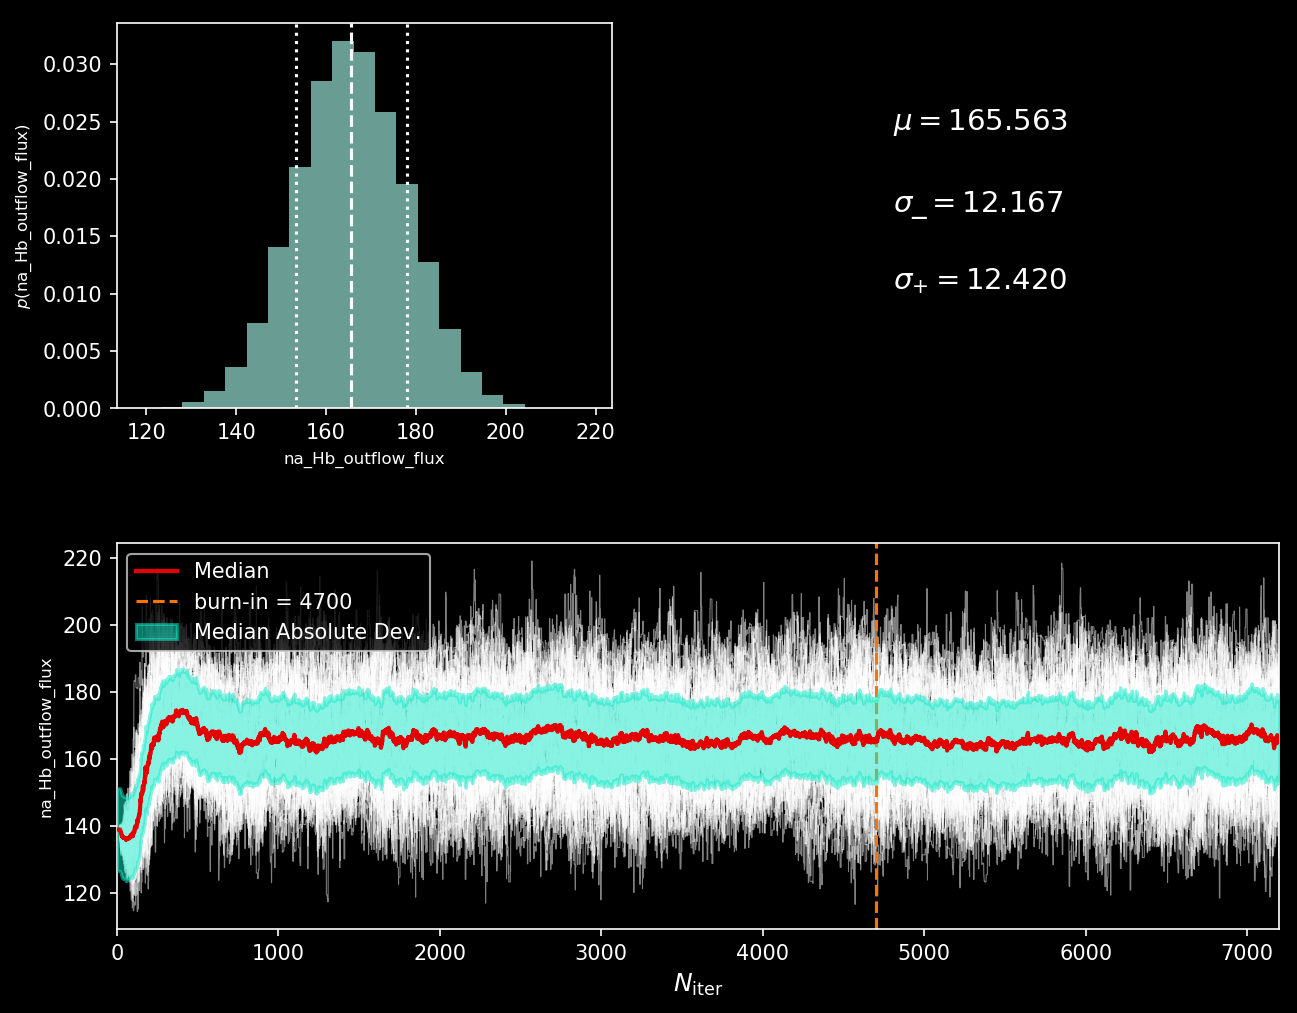 0.030
0.025
0.020
0.015
0.010
0.005
0.000
p(na_Hb_outflow_flux)
120 140 160 180 200 220
na_Hb_outflow_flux
μ = 165.563
σ_ = 12.167
σ+ = 12.420
220
200
180
160
140
120
na_Hb_outflow_flux
Median
burn-in = 4700
Median Absolute Dev.
0 1000 2000 3000 4000 5000 6000 7000
Niter